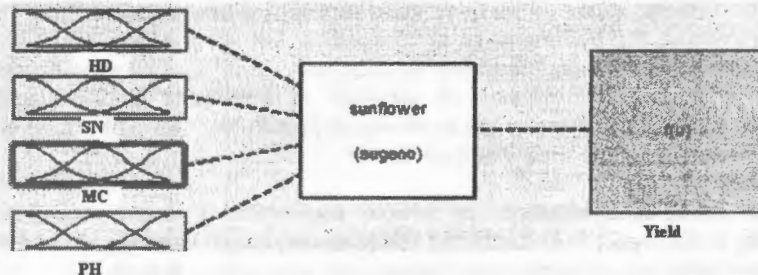 HD
SN
MC
PH
sunflower
(sugeno)
f(u)
Yield